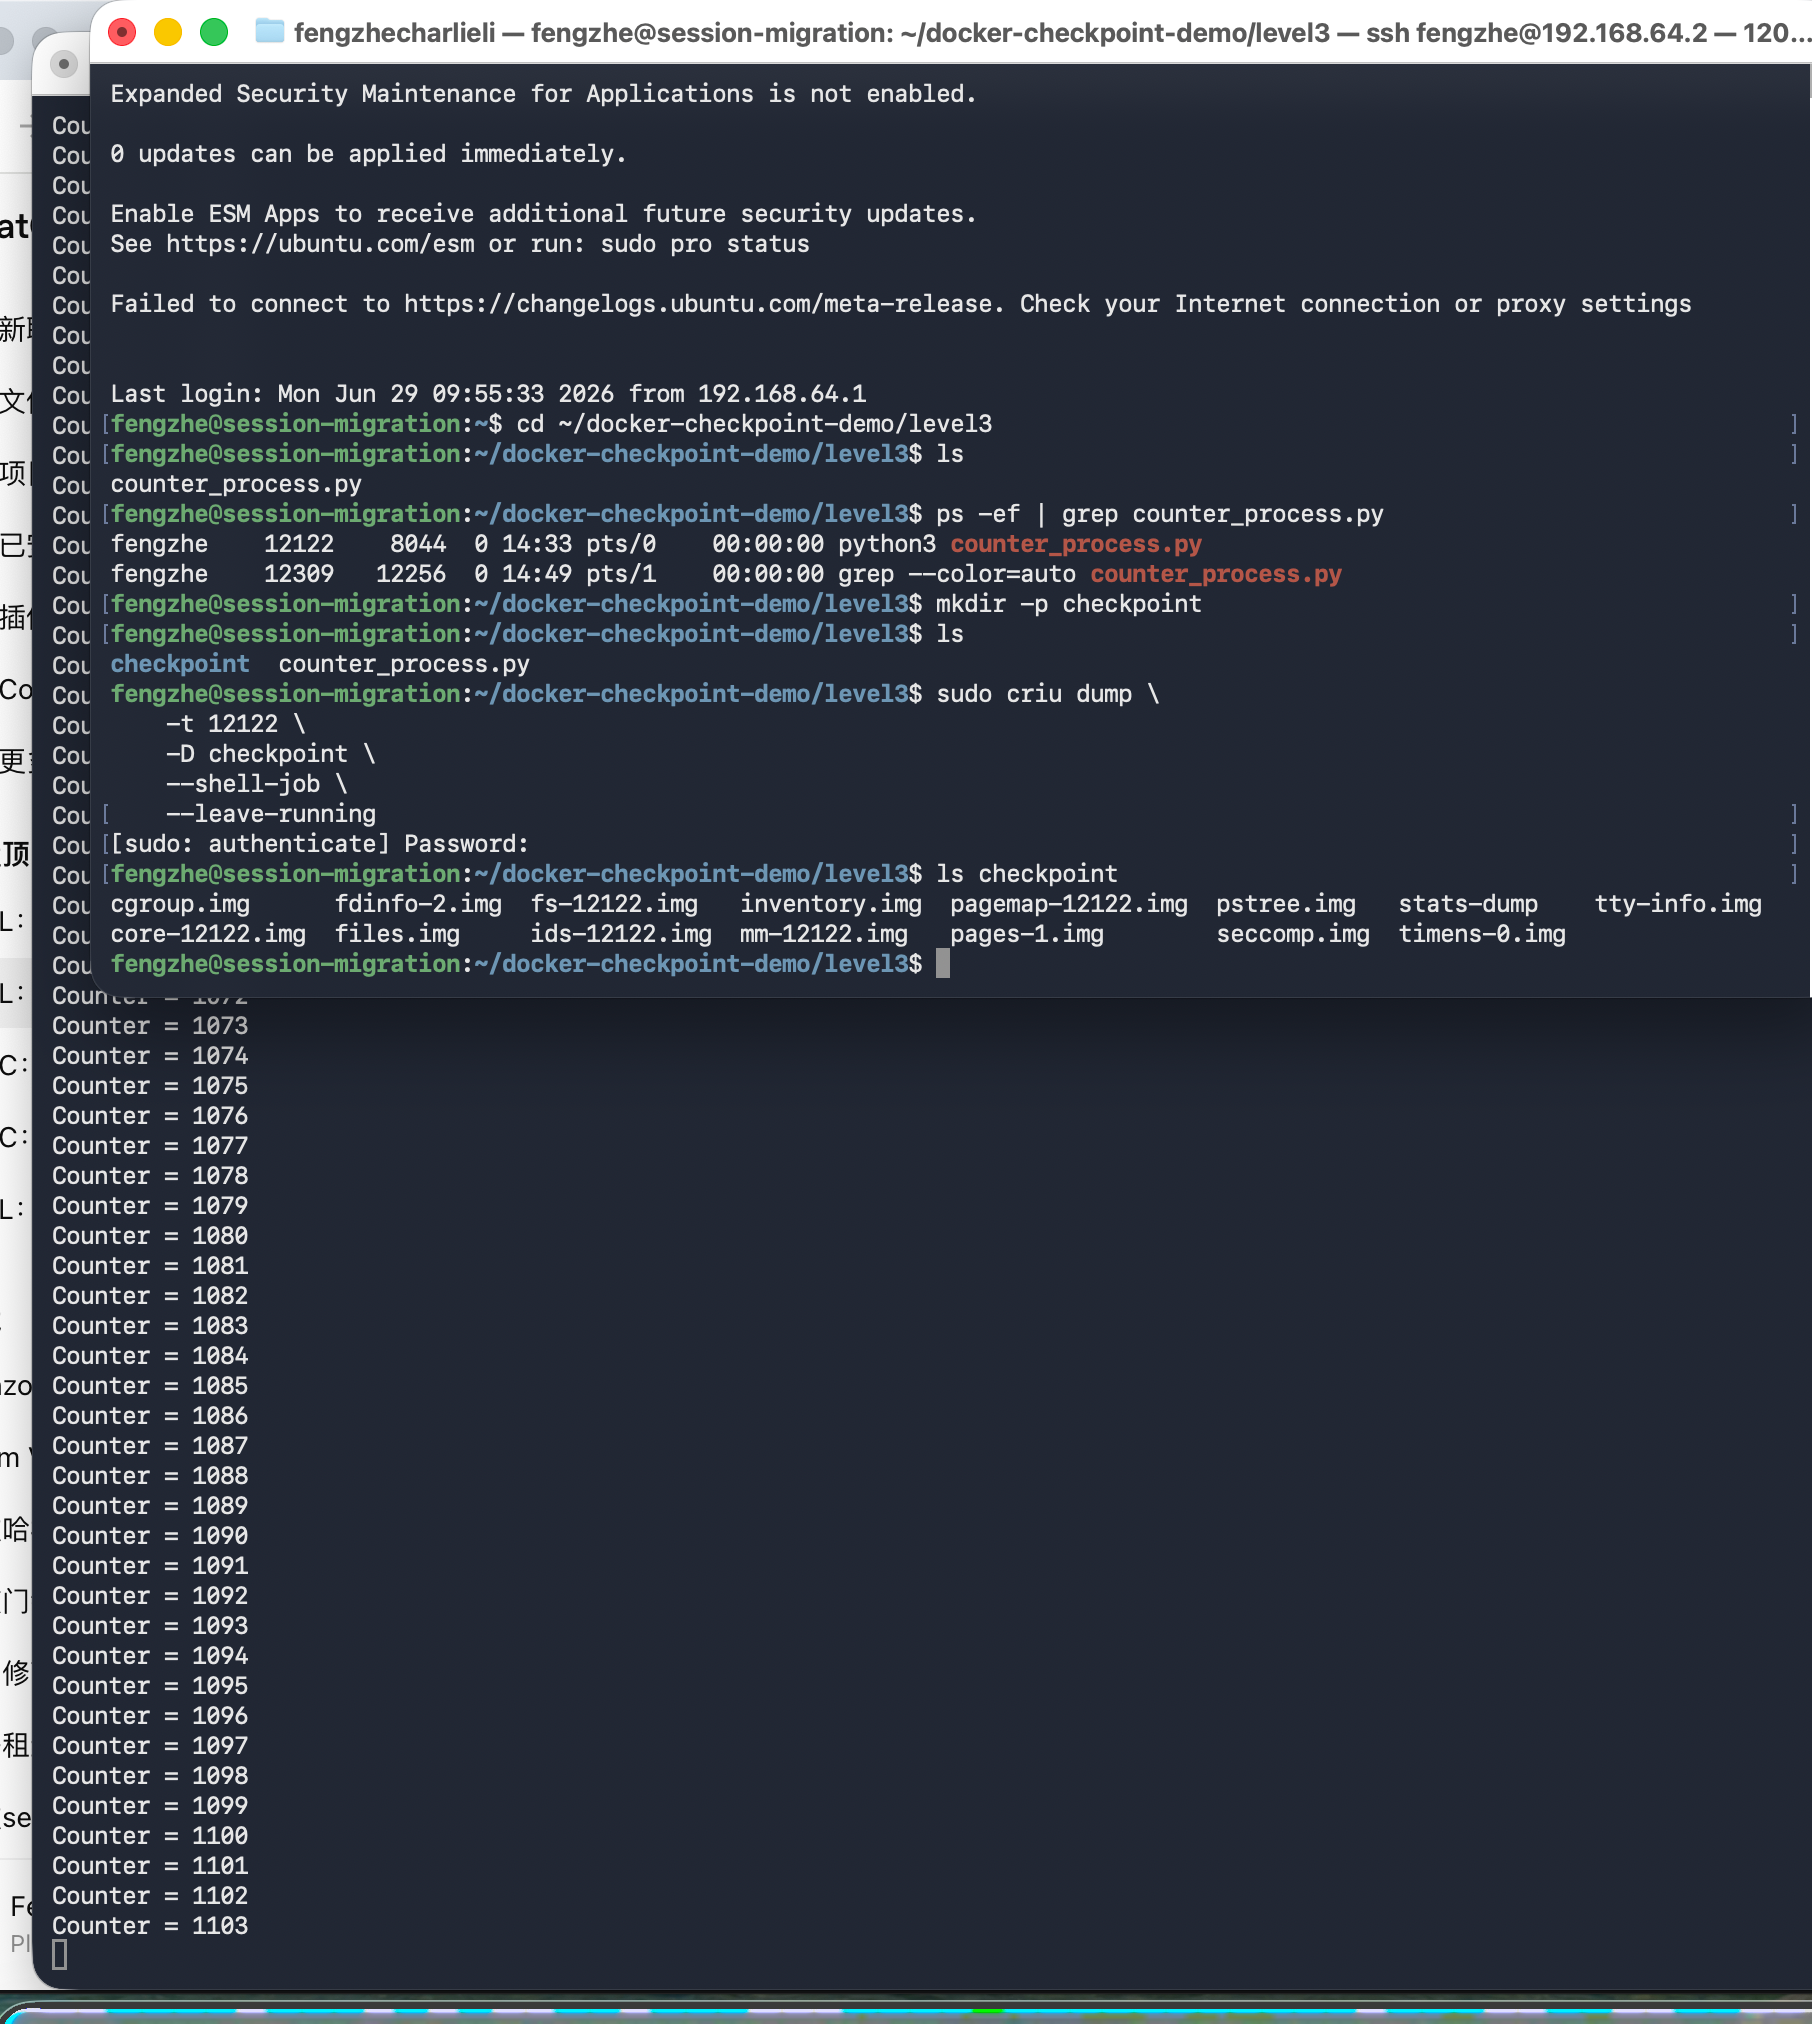 fengzhecharlieli — fengzhe@session-migration: ~/docker-checkpoint-demo/level3 — ssh fengzhe@192.168.64.2 — 120...
Expanded Security Maintenance for Applications is not enabled.
0 updates can be applied immediately.
Enable ESM Apps to receive additional future security updates.
See https://ubuntu.com/esm or run: sudo pro status
Failed to connect to https://changelogs.ubuntu.com/meta-release. Check your Internet connection or proxy settings
Last login: Mon Jun 29 09:55:33 2026 from 192.168.64.1
[fengzhe@session-migration:~$ cd ~/docker-checkpoint-demo/level3 ]
[fengzhe@session-migration:~/docker-checkpoint-demo/level3$ ls ]
counter_process.py
[fengzhe@session-migration:~/docker-checkpoint-demo/level3$ ps -ef | grep counter_process.py ]
fengzhe    12122    8044  0 14:33 pts/0    00:00:00 python3 counter_process.py
fengzhe    12309   12256  0 14:49 pts/1    00:00:00 grep --color=auto counter_process.py
[fengzhe@session-migration:~/docker-checkpoint-demo/level3$ mkdir -p checkpoint ]
[fengzhe@session-migration:~/docker-checkpoint-demo/level3$ ls ]
checkpoint  counter_process.py
fengzhe@session-migration:~/docker-checkpoint-demo/level3$ sudo criu dump \
    -t 12122 \
    -D checkpoint \
    --shell-job \
[    --leave-running ]
[[sudo: authenticate] Password: ]
[fengzhe@session-migration:~/docker-checkpoint-demo/level3$ ls checkpoint ]
cgroup.img      fdinfo-2.img  fs-12122.img   inventory.img  pagemap-12122.img  pstree.img   stats-dump    tty-info.img
core-12122.img  files.img     ids-12122.img  mm-12122.img   pages-1.img        seccomp.img  timens-0.img
fengzhe@session-migration:~/docker-checkpoint-demo/level3$
Counter = 1072
Counter = 1073
Counter = 1074
Counter = 1075
Counter = 1076
Counter = 1077
Counter = 1078
Counter = 1079
Counter = 1080
Counter = 1081
Counter = 1082
Counter = 1083
Counter = 1084
Counter = 1085
Counter = 1086
Counter = 1087
Counter = 1088
Counter = 1089
Counter = 1090
Counter = 1091
Counter = 1092
Counter = 1093
Counter = 1094
Counter = 1095
Counter = 1096
Counter = 1097
Counter = 1098
Counter = 1099
Counter = 1100
Counter = 1101
Counter = 1102
Counter = 1103